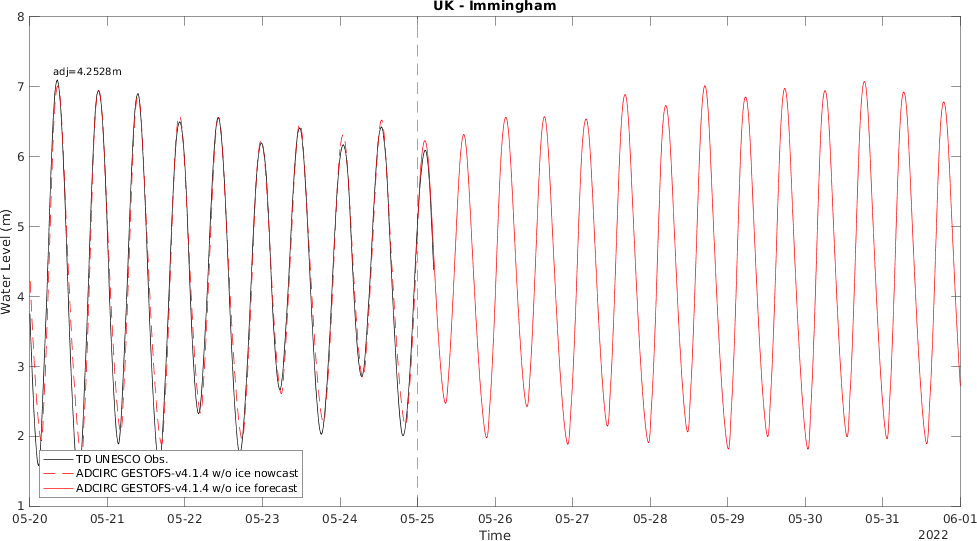 UK - Immingham
8
7
6
5
4
3
2
1
Water Level (m)
adj=4.2528m
TD UNESCO Obs.
ADCIRC GESTOFS-v4.1.4 w/o ice nowcast
ADCIRC GESTOFS-v4.1.4 w/o ice forecast
05-20 05-21 05-22 05-23 05-24 05-25 05-26 05-27 05-28 05-29 05-30 05-31 06-01
Time
2022